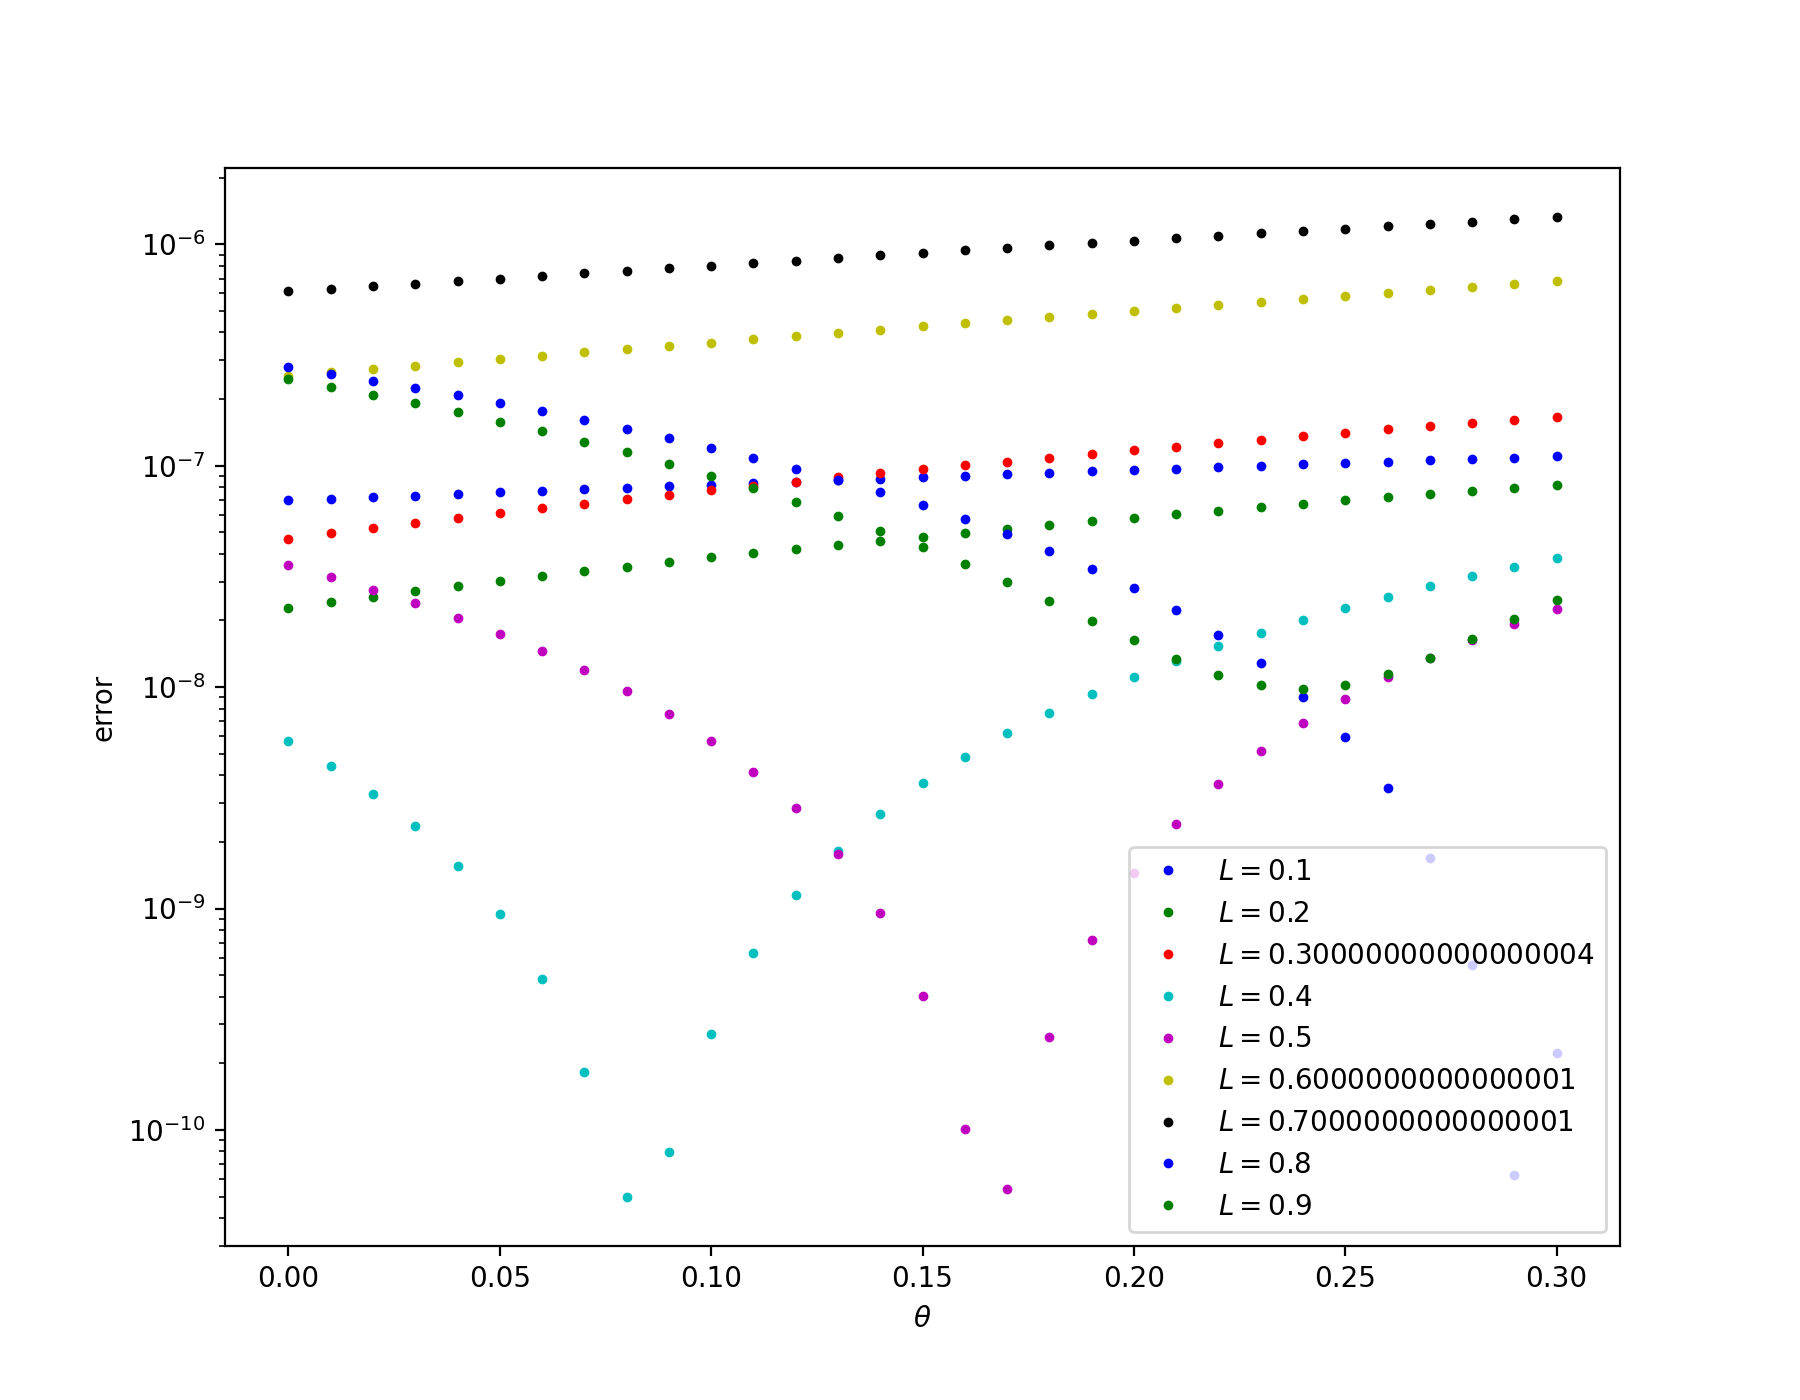 10⁻⁶
10⁻⁷
10⁻⁸
10⁻⁹
10⁻¹⁰
error
0.00 0.05 0.10 0.15 0.20 0.25 0.30
θ
L = 0.1
L = 0.2
L = 0.30000000000000004
L = 0.4
L = 0.5
L = 0.6000000000000001
L = 0.7000000000000001
L = 0.8
L = 0.9